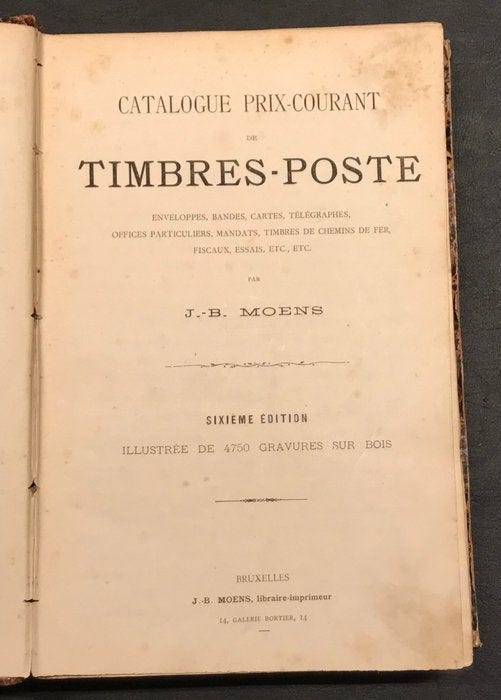 CATALOGUE PRIX-COURANT
DE
TIMBRES-POSTE
ENVELOPPES, BANDES, CARTES, TÉLÉGRAPHES,
OFFICES PARTICULIERS, MANDATS, TIMBRES DE CHEMINS DE FER,
FISCAUX, ESSAIS, ETC., ETC.
PAR
J.-B. MOENS
SIXIÈME ÉDITION
ILLUSTRÉE DE 4750 GRAVURES SUR BOIS
BRUXELLES
J.-B. MOENS, libraire-imprimeur
14, GALERIE BORTIER, 14